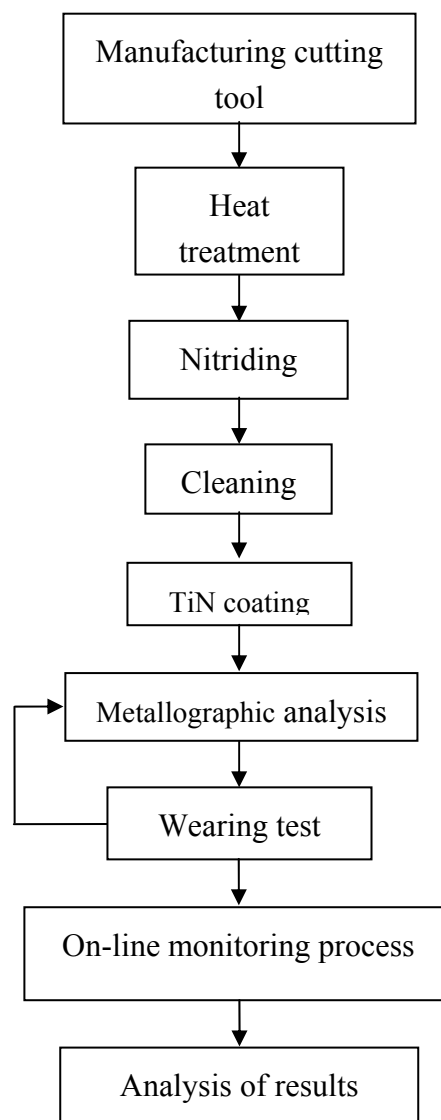 Manufacturing cutting
tool
Heat
treatment
Nitriding
Cleaning
TiN coating
Metallographic analysis
Wearing test
On-line monitoring process
Analysis of results